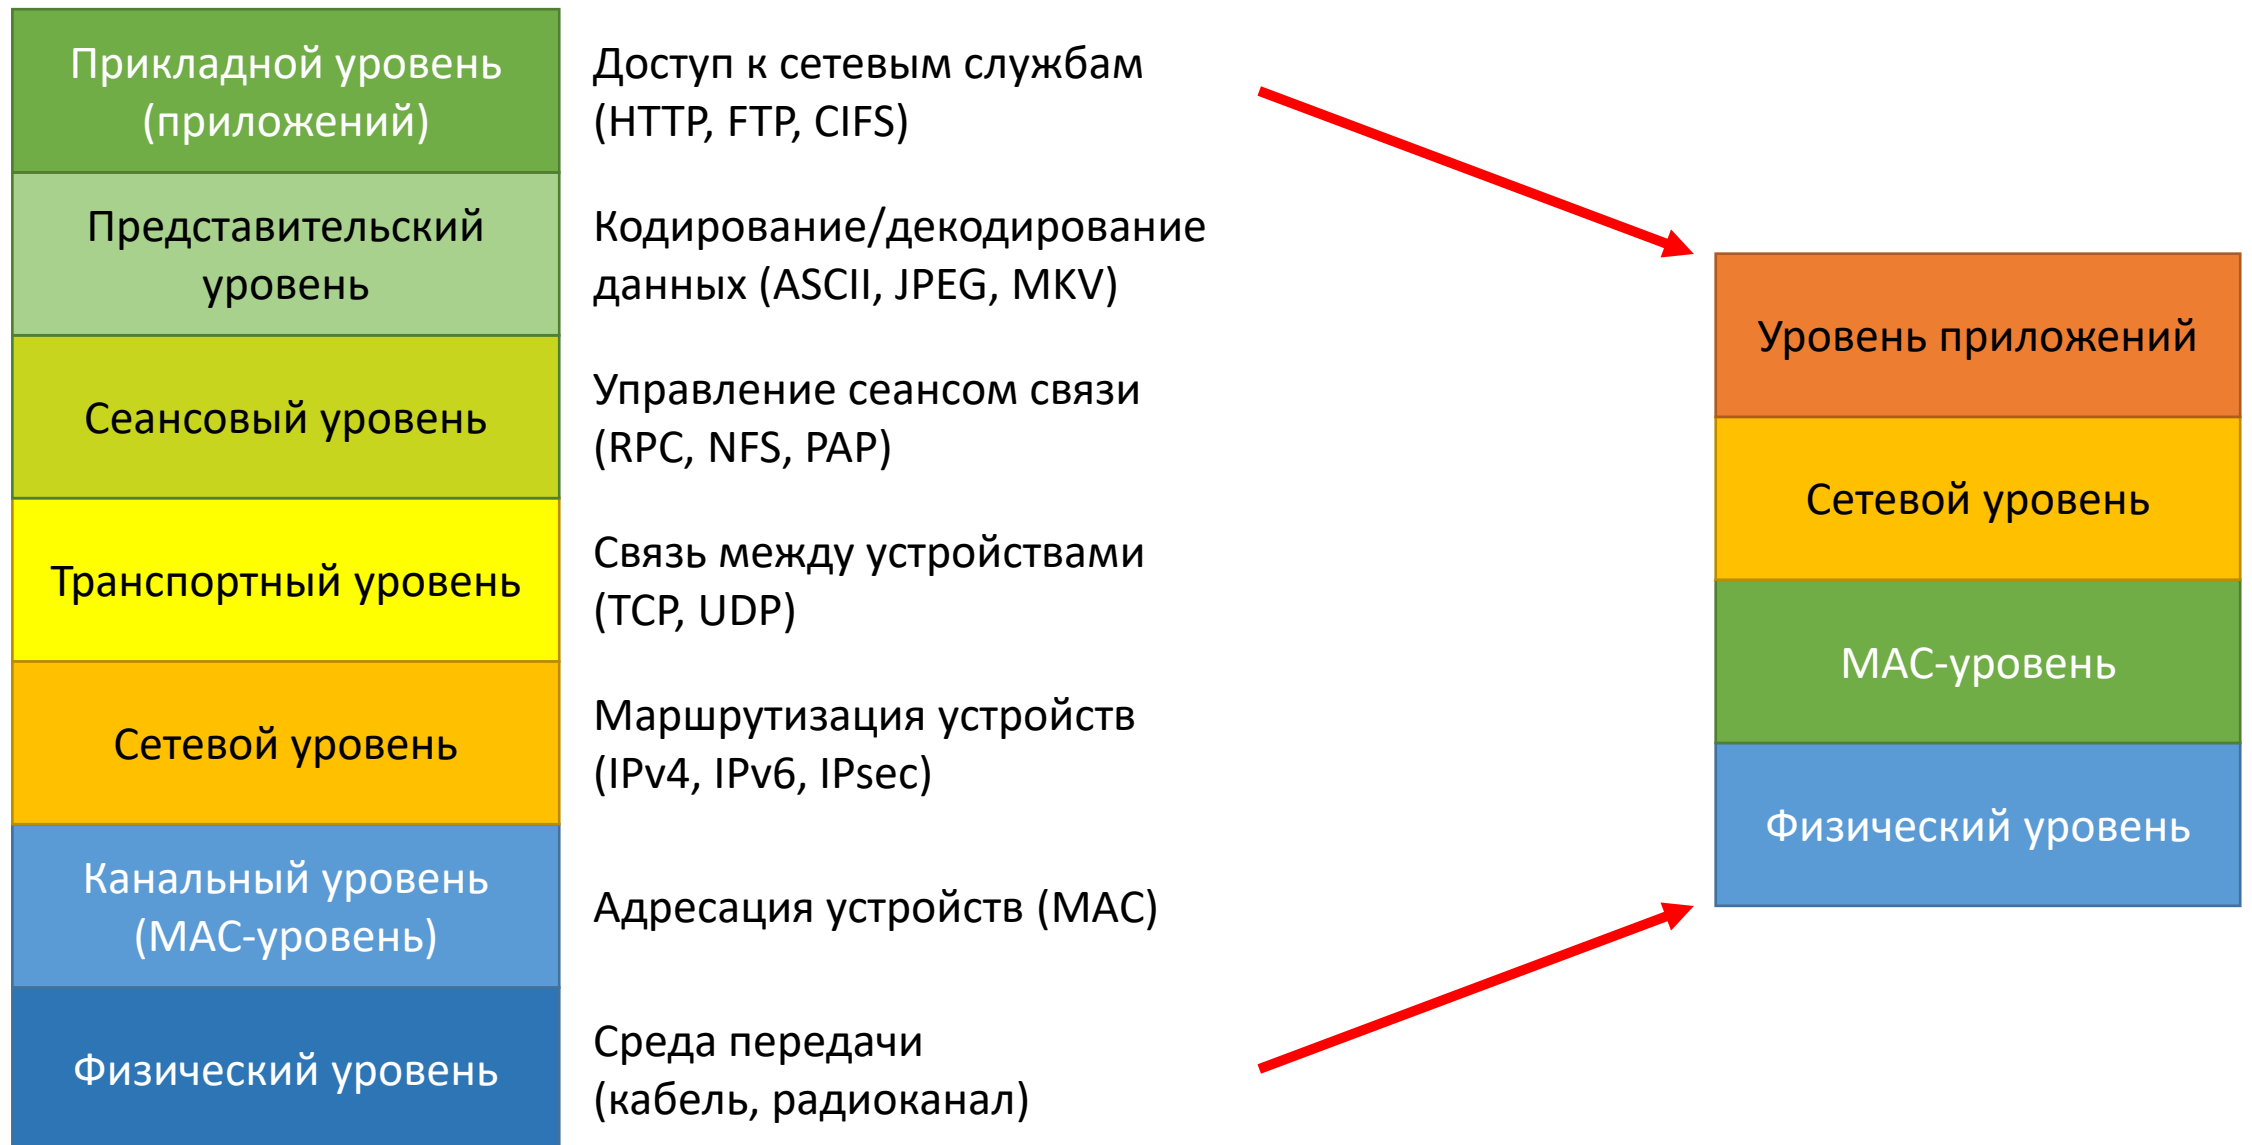 Прикладной уровень
(приложений)
Доступ к сетевым службам
(HTTP, FTP, CIFS)
Представительский
уровень
Кодирование/декодирование
данных (ASCII, JPEG, MKV)
Сеансовый уровень
Управление сеансом связи
(RPC, NFS, PAP)
Транспортный уровень
Связь между устройствами
(TCP, UDP)
Сетевой уровень
Маршрутизация устройств
(IPv4, IPv6, IPsec)
Канальный уровень
(MAC-уровень)
Адресация устройств (MAC)
Физический уровень
Среда передачи
(кабель, радиоканал)
Уровень приложений
Сетевой уровень
MAC-уровень
Физический уровень